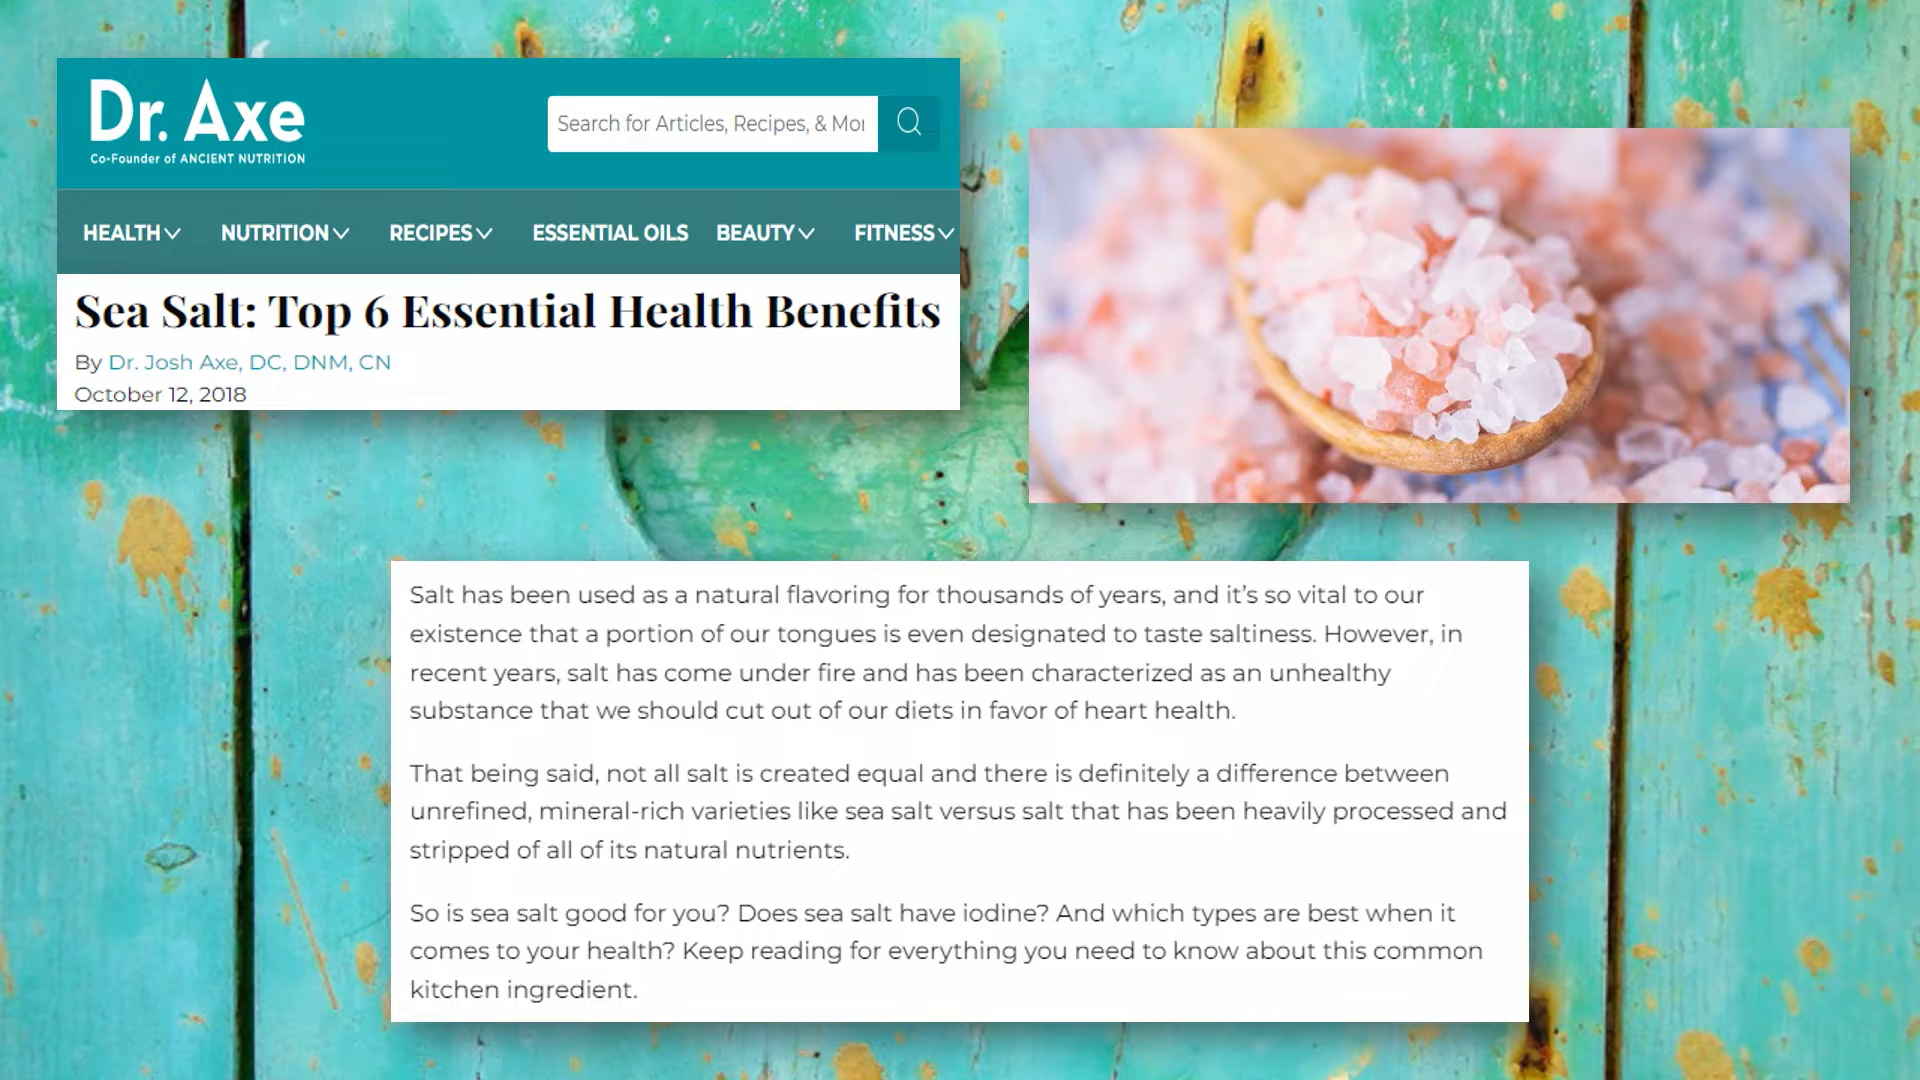 Dr. Axe
Co-Founder of ANCIENT NUTRITION
Search for Articles, Recipes, & Mor
HEALTH NUTRITION RECIPES ESSENTIAL OILS BEAUTY FITNESS
Sea Salt: Top 6 Essential Health Benefits
By Dr. Josh Axe, DC, DNM, CN
October 12, 2018
Salt has been used as a natural flavoring for thousands of years, and it’s so vital to our
existence that a portion of our tongues is even designated to taste saltiness. However, in
recent years, salt has come under fire and has been characterized as an unhealthy
substance that we should cut out of our diets in favor of heart health.
That being said, not all salt is created equal and there is definitely a difference between
unrefined, mineral-rich varieties like sea salt versus salt that has been heavily processed and
stripped of all of its natural nutrients.
So is sea salt good for you? Does sea salt have iodine? And which types are best when it
comes to your health? Keep reading for everything you need to know about this common
kitchen ingredient.